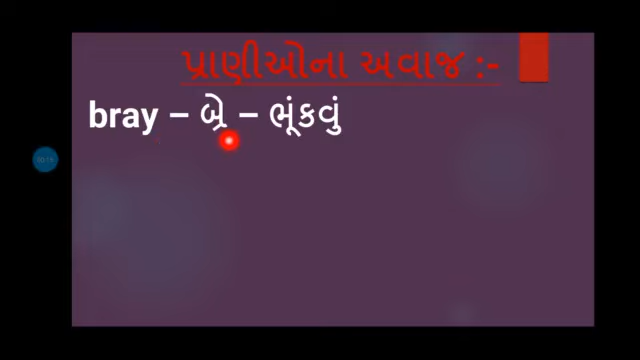 પ્રાણીઓના અવાજ :-
bray – બ્રે – ભૂંકવું